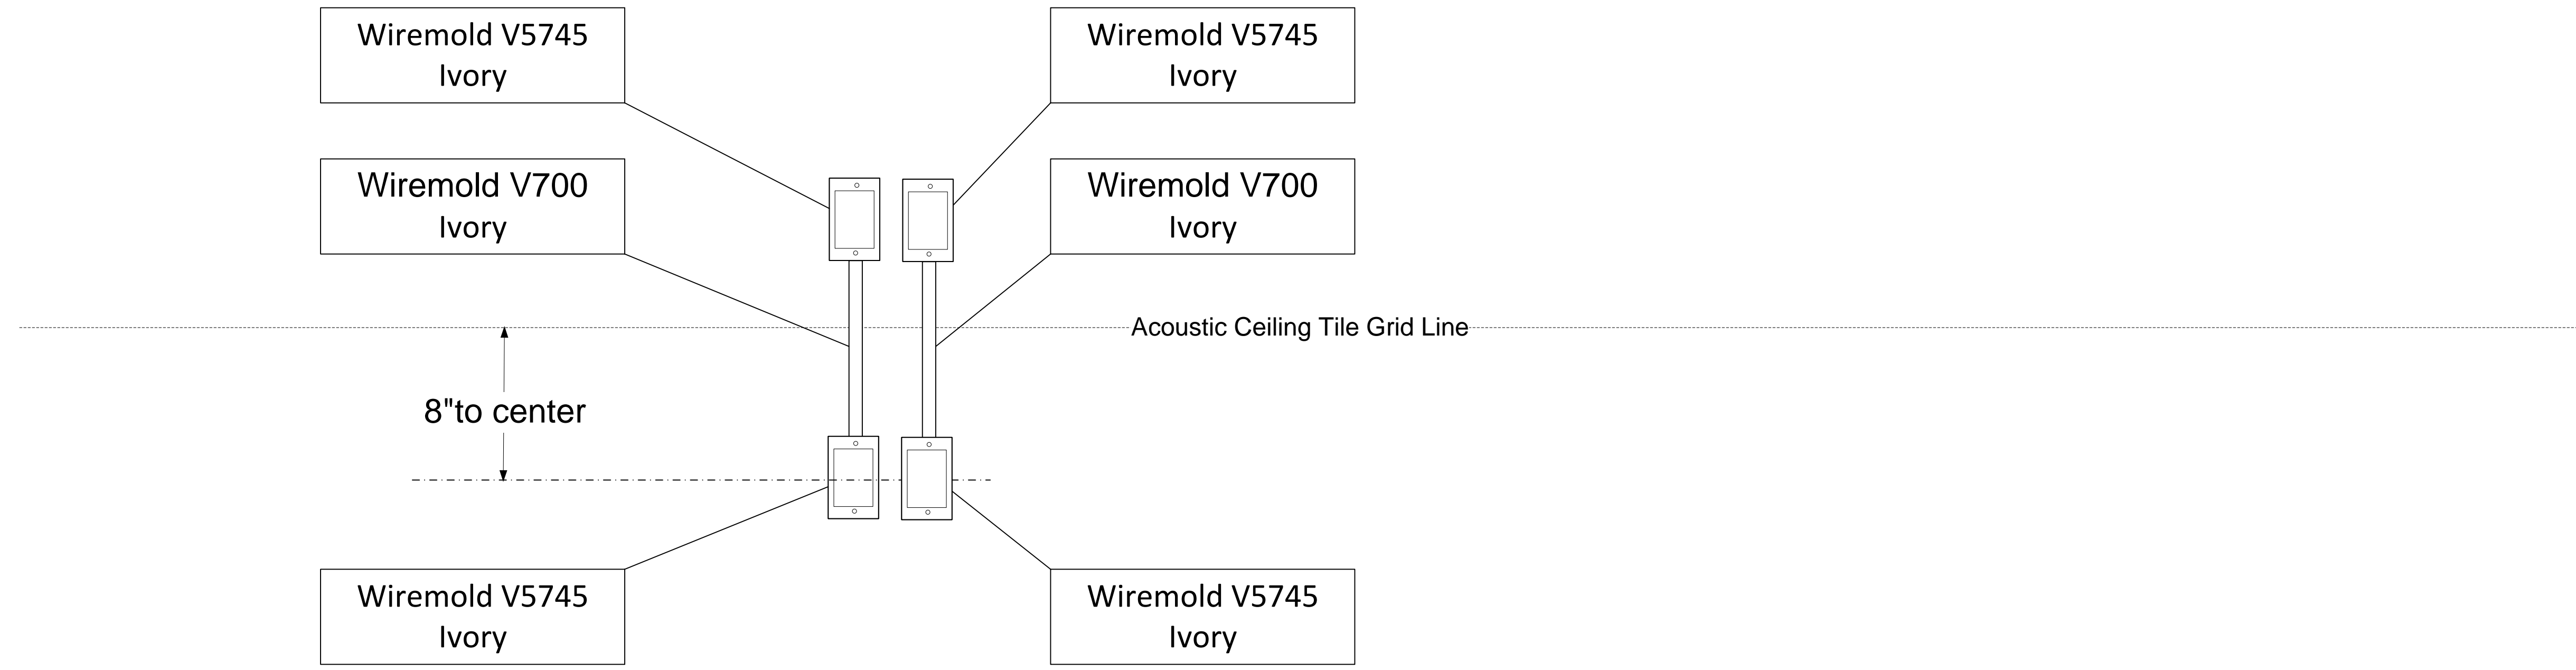 Wiremold V5745
Ivory
Wiremold V5745
Ivory
Wiremold V700
Ivory
Wiremold V700
Ivory
Acoustic Ceiling Tile Grid Line
8"to center
Wiremold V5745
Ivory
Wiremold V5745
Ivory